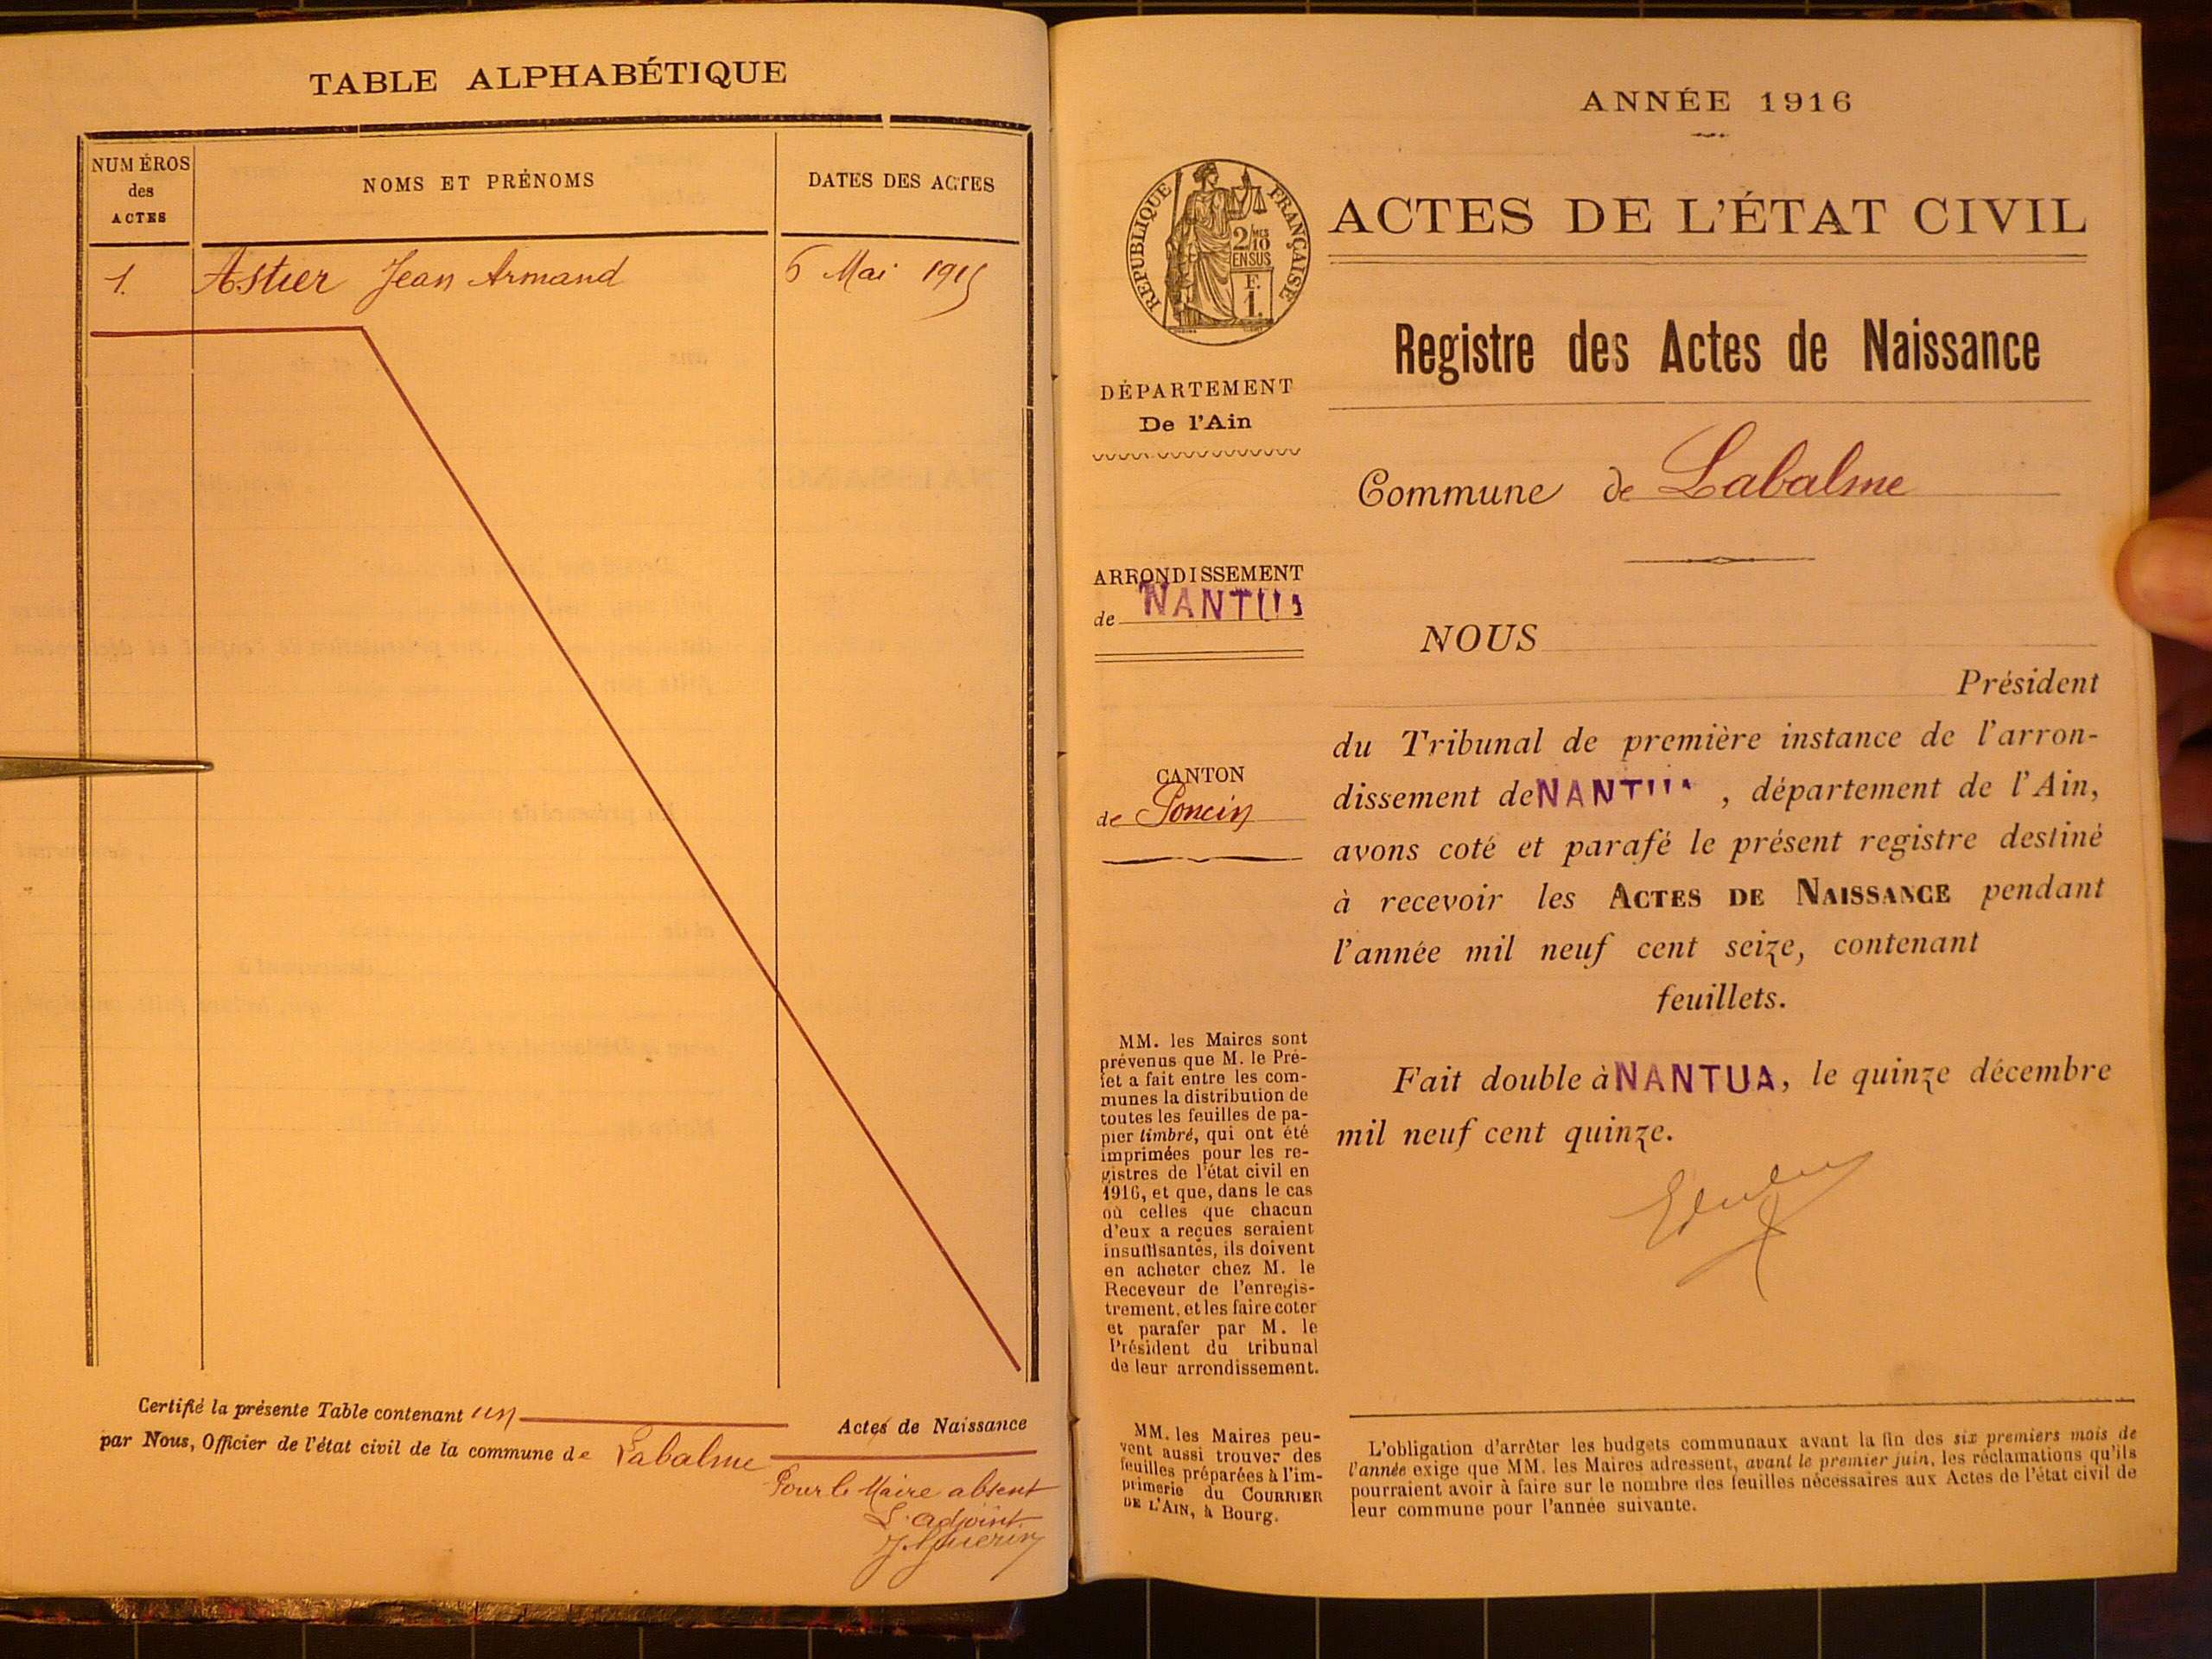 TABLE ALPHABÉTIQUE
NUMÉROS
des
ACTES
NOMS ET PRÉNOMS
DATES DES ACTES
1. Astier Jean Armand 6 Mai 1915
Certifié la présente Table contenant un Actes de Naissance
par Nous, Officier de l'état civil de la commune de Labalme
Pour le Maire absent
L'adjoint
J. Guérin
ANNÉE 1916
RÉPUBLIQUE FRANÇAISE
2/10 MES
EN SUS
F.
1.
ACTES DE L'ÉTAT CIVIL
Registre des Actes de Naissance
DÉPARTEMENT
De l'Ain
Commune de Labalme
ARRONDISSEMENT
de NANTUA
CANTON
de Poncin
NOUS
Président
du Tribunal de première instance de l'arron-
dissement de NANTUA, département de l'Ain,
avons coté et parafé le présent registre destiné
à recevoir les ACTES DE NAISSANCE pendant
l'année mil neuf cent seize, contenant
feuillets.
Fait double à NANTUA, le quinze décembre
mil neuf cent quinze.
MM. les Maires sont
prévenus que M. le Pré-
fet a fait entre les com-
munes la distribution de
toutes les feuilles de pa-
pier timbré, qui ont été
imprimées pour les re-
gistres de l'état civil en
1916, et que, dans le cas
où celles que chacun
d'eux a reçues seraient
insuffisantes, ils doivent
en acheter chez M. le
Receveur de l'enregis-
trement, et les faire coter
et parafer par M. le
Président du tribunal
de leur arrondissement.
MM. les Maires peu-
vent aussi trouver des
feuilles préparées à l'im-
primerie du COURRIER
DE L'AIN, à Bourg.
L'obligation d'arrêter les budgets communaux avant la fin des six premiers mois de
l'année exige que MM. les Maires adressent, avant le premier juin, les réclamations qu'ils
pourraient avoir à faire sur le nombre des feuilles nécessaires aux Actes de l'état civil de
leur commune pour l'année suivante.